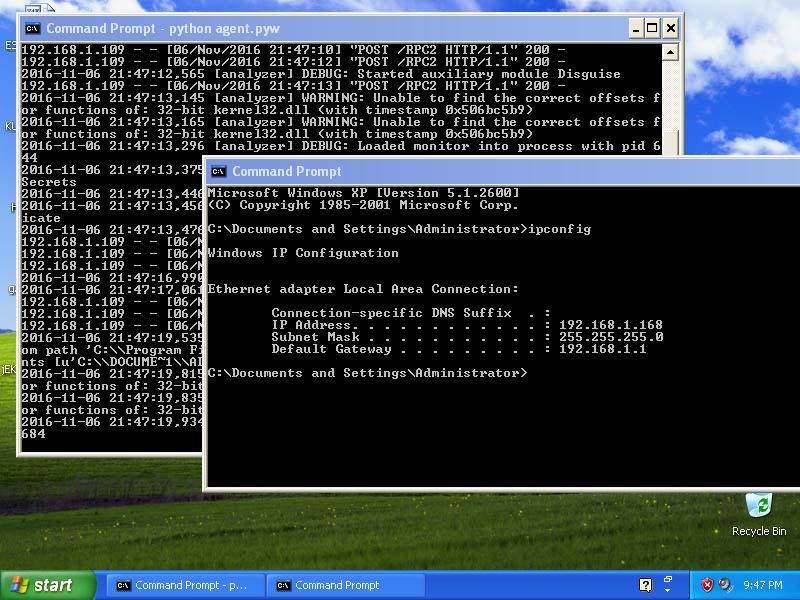 Command Prompt - python agent.pyw
192.168.1.109 - - [06/Nov/2016 21:47:10] "POST /RPC2 HTTP/1.1" 200 -
192.168.1.109 - - [06/Nov/2016 21:47:12] "POST /RPC2 HTTP/1.1" 200 -
2016-11-06 21:47:12,565 [analyzer] DEBUG: Started auxiliary module Disguise
192.168.1.109 - - [06/Nov/2016 21:47:13] "POST /RPC2 HTTP/1.1" 200 -
2016-11-06 21:47:13,145 [analyzer] WARNING: Unable to find the correct offsets f
or functions of: 32-bit kernel32.dll (with timestamp 0x506bc5b9)
2016-11-06 21:47:13,165 [analyzer] WARNING: Unable to find the correct offsets f
or functions of: 32-bit kernel32.dll (with timestamp 0x506bc5b9)
2016-11-06 21:47:13,296 [analyzer] DEBUG: Loaded monitor into process with pid 6
44
2016-11-06 21:47:13,375
Secrets
2016-11-06 21:47:13,446
2016-11-06 21:47:13,456
icate
2016-11-06 21:47:13,476
192.168.1.109 - - [06/N
192.168.1.109 - - [06/N
192.168.1.109 - - [06/N
2016-11-06 21:47:16,990
2016-11-06 21:47:17,061
192.168.1.109 - - [06/N
192.168.1.109 - - [06/N
192.168.1.109 - - [06/N
2016-11-06 21:47:19,535
om path 'C:\\Program Fi
nts [u'C:\\DOCUME~1\\AI
2016-11-06 21:47:19,815
or functions of: 32-bit
2016-11-06 21:47:19,835
or functions of: 32-bit
2016-11-06 21:47:19,934
684
Command Prompt
Microsoft Windows XP [Version 5.1.2600]
(C) Copyright 1985-2001 Microsoft Corp.
C:\Documents and Settings\Administrator>ipconfig
Windows IP Configuration
Ethernet adapter Local Area Connection:
Connection-specific DNS Suffix . :
IP Address. . . . . . . . . . . . : 192.168.1.168
Subnet Mask . . . . . . . . . . . : 255.255.255.0
Default Gateway . . . . . . . . . : 192.168.1.1
C:\Documents and Settings\Administrator>
Recycle Bin
start
Command Prompt - p...
Command Prompt
9:47 PM